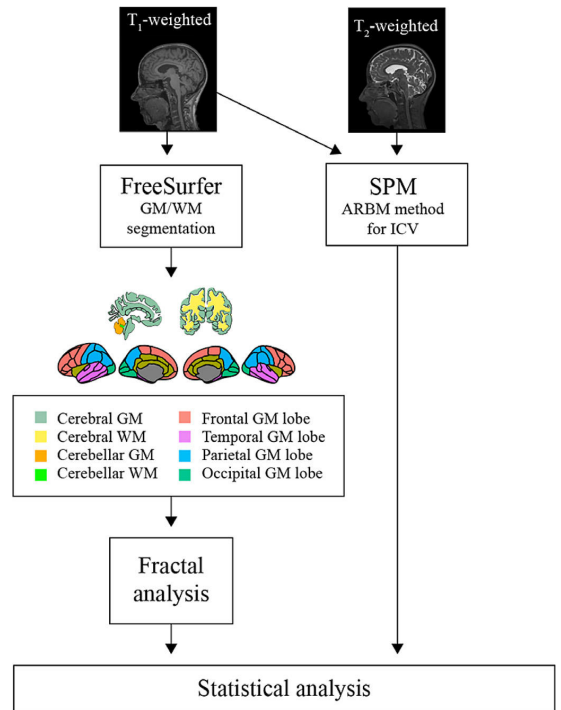 T1-weighted
T2-weighted
FreeSurfer
GM/WM
segmentation
SPM
ARBM method
for ICV
Cerebral GM
Cerebral WM
Cerebellar GM
Cerebellar WM
Frontal GM lobe
Temporal GM lobe
Parietal GM lobe
Occipital GM lobe
Fractal
analysis
Statistical analysis